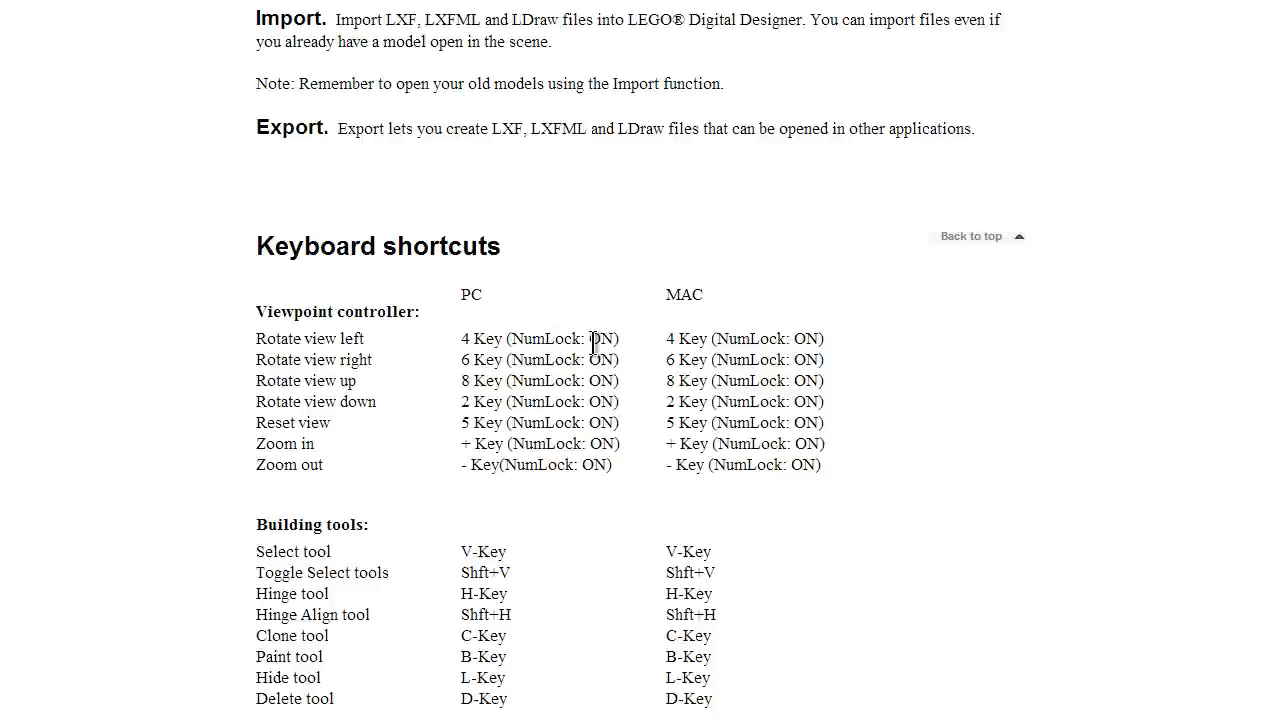 Import. Import LXF, LXFML and LDraw files into LEGO® Digital Designer. You can import files even if
you already have a model open in the scene.
Note: Remember to open your old models using the Import function.
Export. Export lets you create LXF, LXFML and LDraw files that can be opened in other applications.
Keyboard shortcuts
Back to top
PC MAC
Viewpoint controller:
Rotate view left 4 Key (NumLock: ON) 4 Key (NumLock: ON)
Rotate view right 6 Key (NumLock: ON) 6 Key (NumLock: ON)
Rotate view up 8 Key (NumLock: ON) 8 Key (NumLock: ON)
Rotate view down 2 Key (NumLock: ON) 2 Key (NumLock: ON)
Reset view 5 Key (NumLock: ON) 5 Key (NumLock: ON)
Zoom in + Key (NumLock: ON) + Key (NumLock: ON)
Zoom out - Key(NumLock: ON) - Key (NumLock: ON)
Building tools:
Select tool V-Key V-Key
Toggle Select tools Shft+V Shft+V
Hinge tool H-Key H-Key
Hinge Align tool Shft+H Shft+H
Clone tool C-Key C-Key
Paint tool B-Key B-Key
Hide tool L-Key L-Key
Delete tool D-Key D-Key